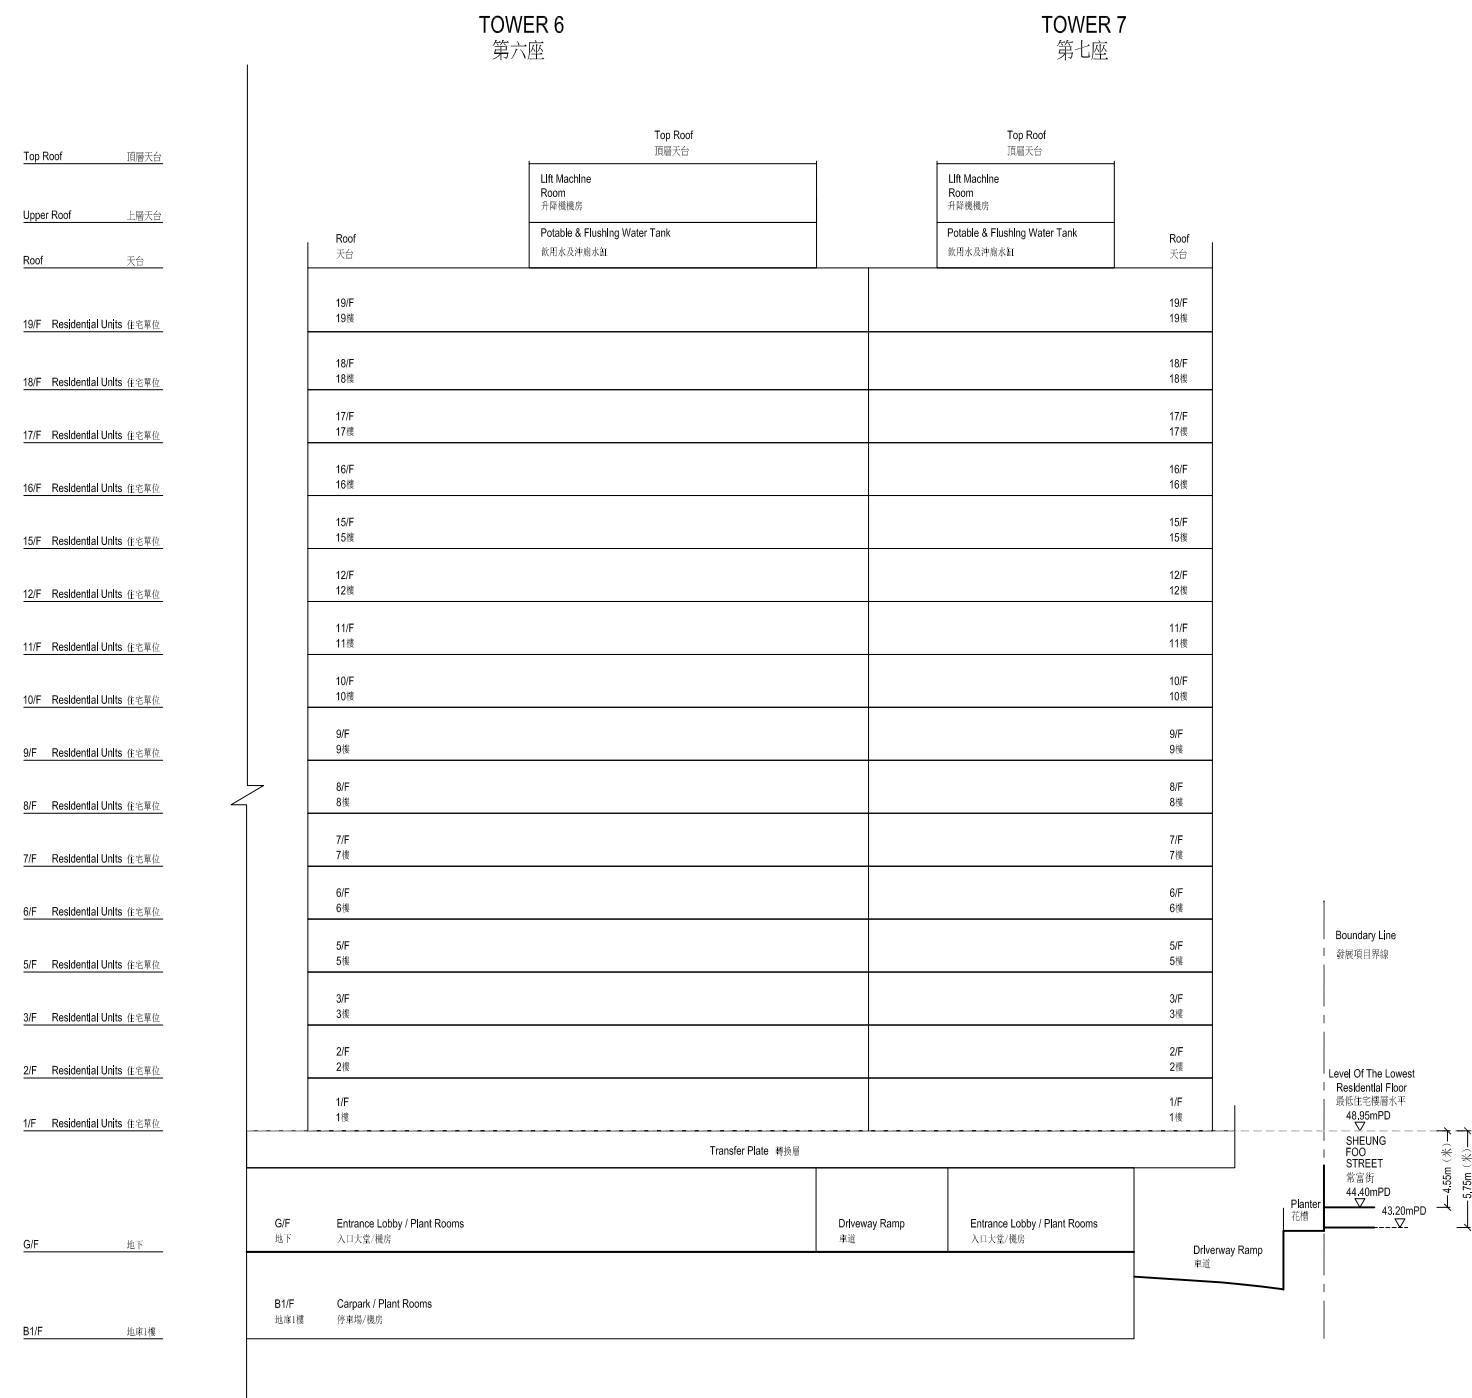 TOWER 6
第六座
TOWER 7
第七座
Top Roof
頂層天台
Top Roof
頂層天台
Top Roof 頂層天台
Lift Machine
Room
升降機機房
Lift Machine
Room
升降機機房
Upper Roof 上層天台
Potable & Flushing Water Tank
飲用水及沖廁水缸
Potable & Flushing Water Tank
飲用水及沖廁水缸
Roof
天台
Roof
天台
Roof 天台
19/F
19樓
19/F
19樓
19/F Residential Units 住宅單位
18/F
18樓
18/F
18樓
18/F Residential Units 住宅單位
17/F
17樓
17/F
17樓
17/F Residential Units 住宅單位
16/F
16樓
16/F
16樓
16/F Residential Units 住宅單位
15/F
15樓
15/F
15樓
15/F Residential Units 住宅單位
12/F
12樓
12/F
12樓
12/F Residential Units 住宅單位
11/F
11樓
11/F
11樓
11/F Residential Units 住宅單位
10/F
10樓
10/F
10樓
10/F Residential Units 住宅單位
9/F
9樓
9/F
9樓
9/F Residential Units 住宅單位
8/F
8樓
8/F
8樓
8/F Residential Units 住宅單位
7/F
7樓
7/F
7樓
7/F Residential Units 住宅單位
6/F
6樓
6/F
6樓
6/F Residential Units 住宅單位
5/F
5樓
5/F
5樓
5/F Residential Units 住宅單位
3/F
3樓
3/F
3樓
3/F Residential Units 住宅單位
2/F
2樓
2/F
2樓
2/F Residential Units 住宅單位
1/F
1樓
1/F
1樓
1/F Residential Units 住宅單位
Boundary Line
發展項目界線
Level Of The Lowest
Residential Floor
最低住宅樓層水平
48.95mPD
SHEUNG
FOO
STREET
常富街
44.40mPD
43.20mPD
4.55m (米)
5.75m (米)
Planter
花槽
Transfer Plate 轉換層
G/F
地下
Entrance Lobby / Plant Rooms
入口大堂/機房
Driveway Ramp
車道
Entrance Lobby / Plant Rooms
入口大堂/機房
Driverway Ramp
車道
G/F 地下
B1/F
地庫1樓
Carpark / Plant Rooms
停車場/機房
B1/F 地庫1樓